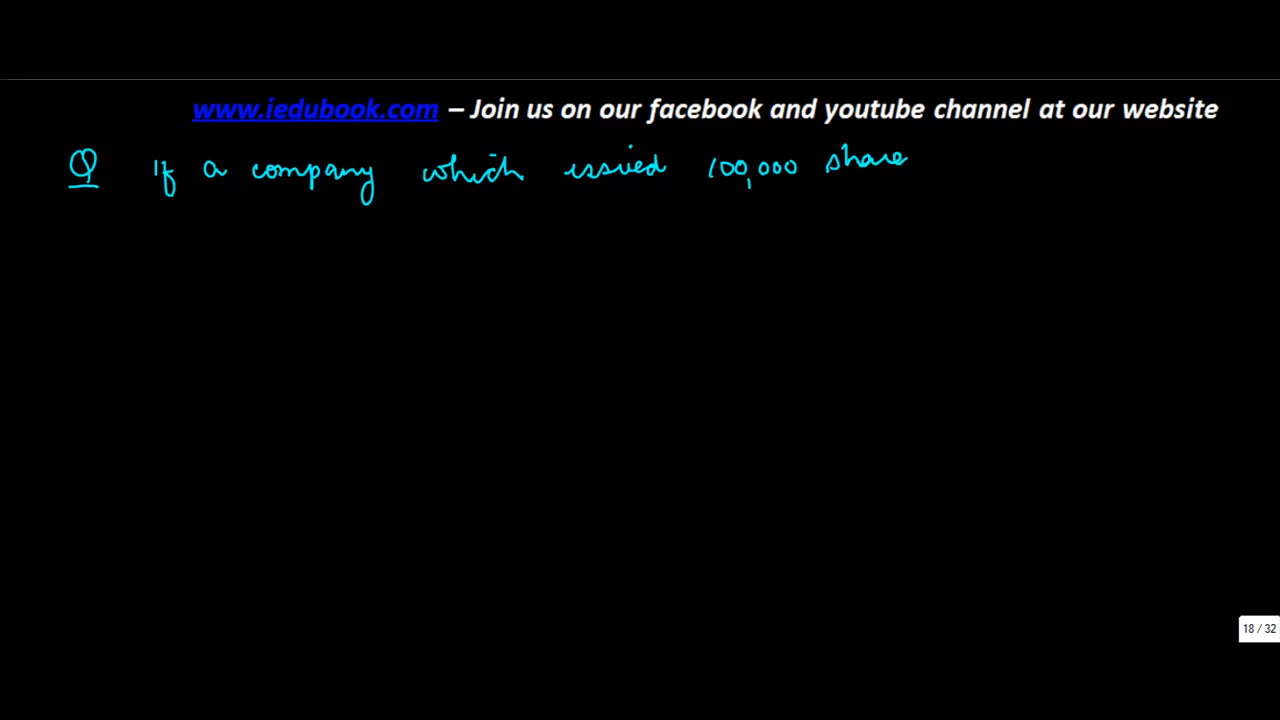 www.iedubook.com – Join us on our facebook and youtube channel at our website
Q If a company which issued 100,000 share
18 / 32